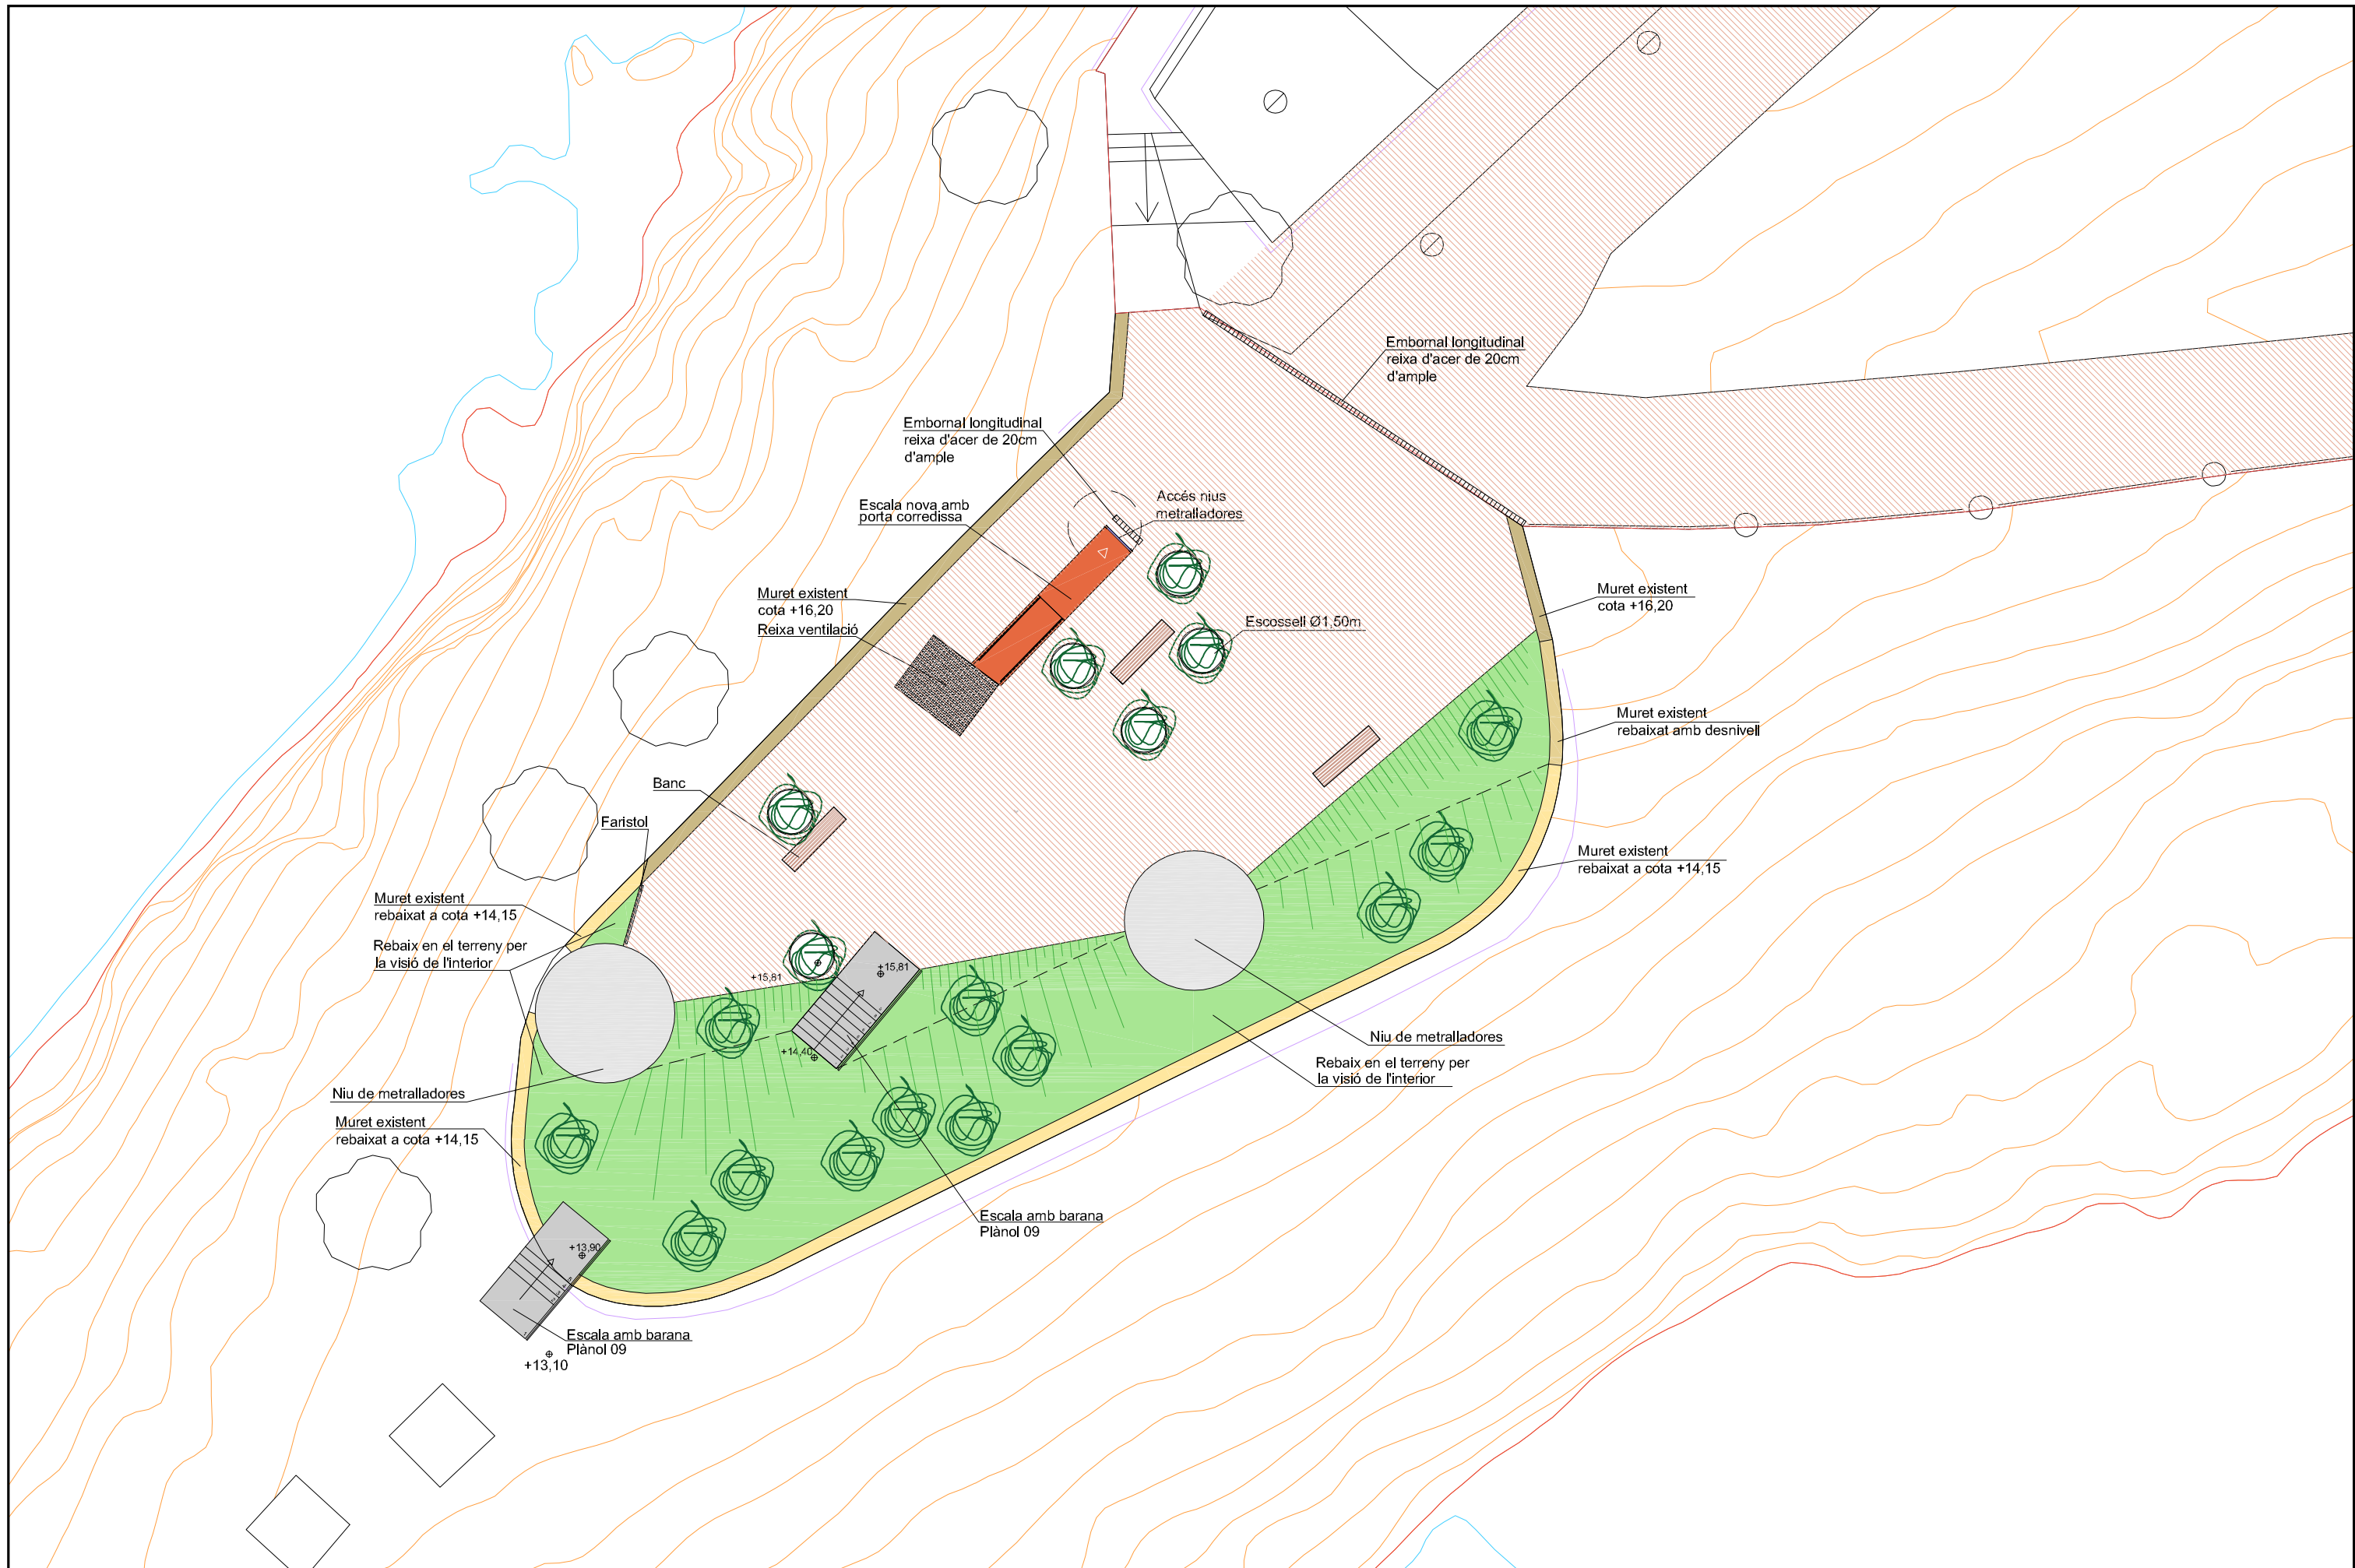 Embornal longitudinal
reixa d'acer de 20cm
d'ample
Embornal longitudinal
reixa d'acer de 20cm
d'ample
Accés nius
metralladores
Escala nova amb
porta corredissa
Muret existent
cota +16,20
Reixa ventilació
Muret existent
cota +16,20
Escossell Ø1,50m
Muret existent
rebaixat amb desnivell
Banc
Faristol
Muret existent
rebaixat a cota +14,15
Muret existent
rebaixat a cota +14,15
Rebaix en el terreny per
la visió de l'interior
+15,81
+15,81
+14,40
Niu de metralladores
Rebaix en el terreny per
la visió de l'interior
Niu de metralladores
Muret existent
rebaixat a cota +14,15
Escala amb barana
Plànol 09
+13,90
Escala amb barana
Plànol 09
+13,10